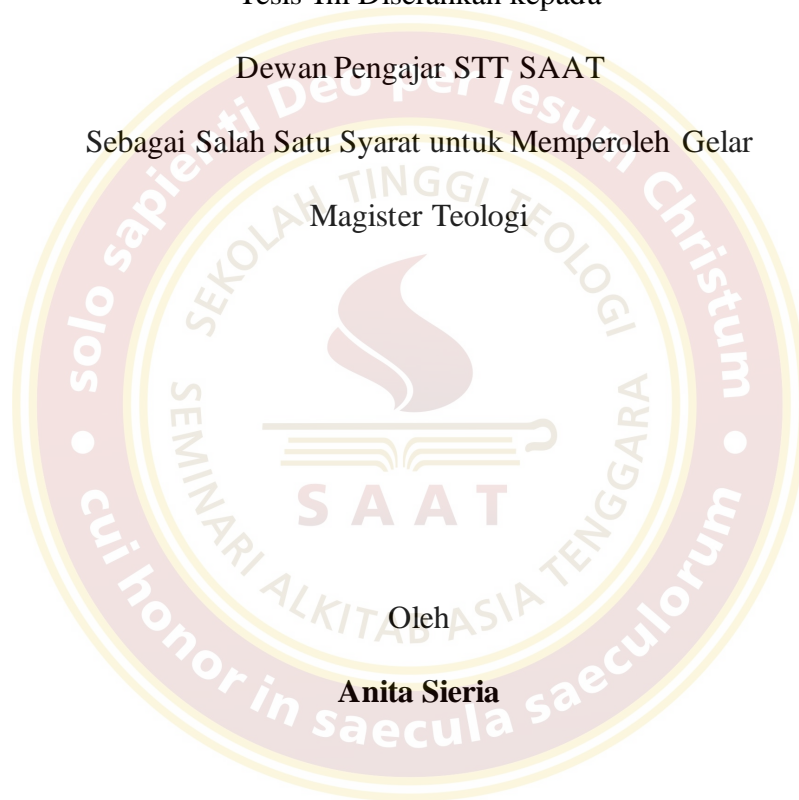 Tesis Ini Diserahkan kepada
Dewan Pengajar STT SAAT
Sebagai Salah Satu Syarat untuk Memperoleh Gelar
Magister Teologi
Oleh
Anita Sieria
solo sapienti Deo per Iesum Christum
cui honor in saecula saeculorum
SEKOLAH TINGGI TEOLOGI
SEMINARI ALKITAB ASIA TENGGARA
SAAT